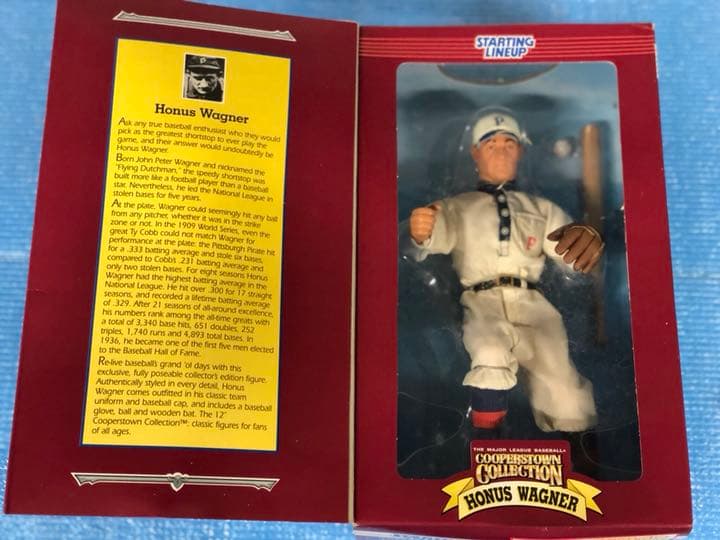 Honus Wagner
Ask any true baseball enthusiast who they would
pick as the greatest shortstop to ever play the
game, and their answer would undoubtedly be
Honus Wagner.
Born John Peter Wagner and nicknamed the
"Flying Dutchman," the speedy shortstop was
built more like a football player than a baseball
star. Nevertheless, he led the National League in
stolen bases for five years.
At the plate, Wagner could seemingly hit any ball
from any pitcher, whether it was in the strike
zone or not. In the 1909 World Series, even the
great Ty Cobb could not match Wagner for
performance at the plate: the Pittsburgh Pirate hit
for a .333 batting average and stole six bases,
compared to Cobb's .231 batting average and
only two stolen bases. For eight seasons Honus
Wagner had the highest batting average in the
National League. He hit over .300 for 17 straight
seasons, and recorded a lifetime batting average
of .329. After 21 seasons of all-around excellence,
his numbers rank among the all-time greats with
a total of 3,340 base hits, 651 doubles, 252
triples, 1,740 runs and 4,893 total bases. In
1936, he became one of the first five men elected
to the Baseball Hall of Fame.
Re-live baseball's grand 'ol days with this
exclusive, fully poseable collector's edition figure.
Authentically styled in every detail, Honus
Wagner comes outfitted in his classic team
uniform and baseball cap, and includes a baseball
glove, ball and wooden bat. The 12"
Cooperstown Collection™: classic figures for fans
of all ages.
STARTING
LINEUP
P
P
THE MAJOR LEAGUE BASEBALL
COOPERSTOWN
COLLECTION
HONUS WAGNER